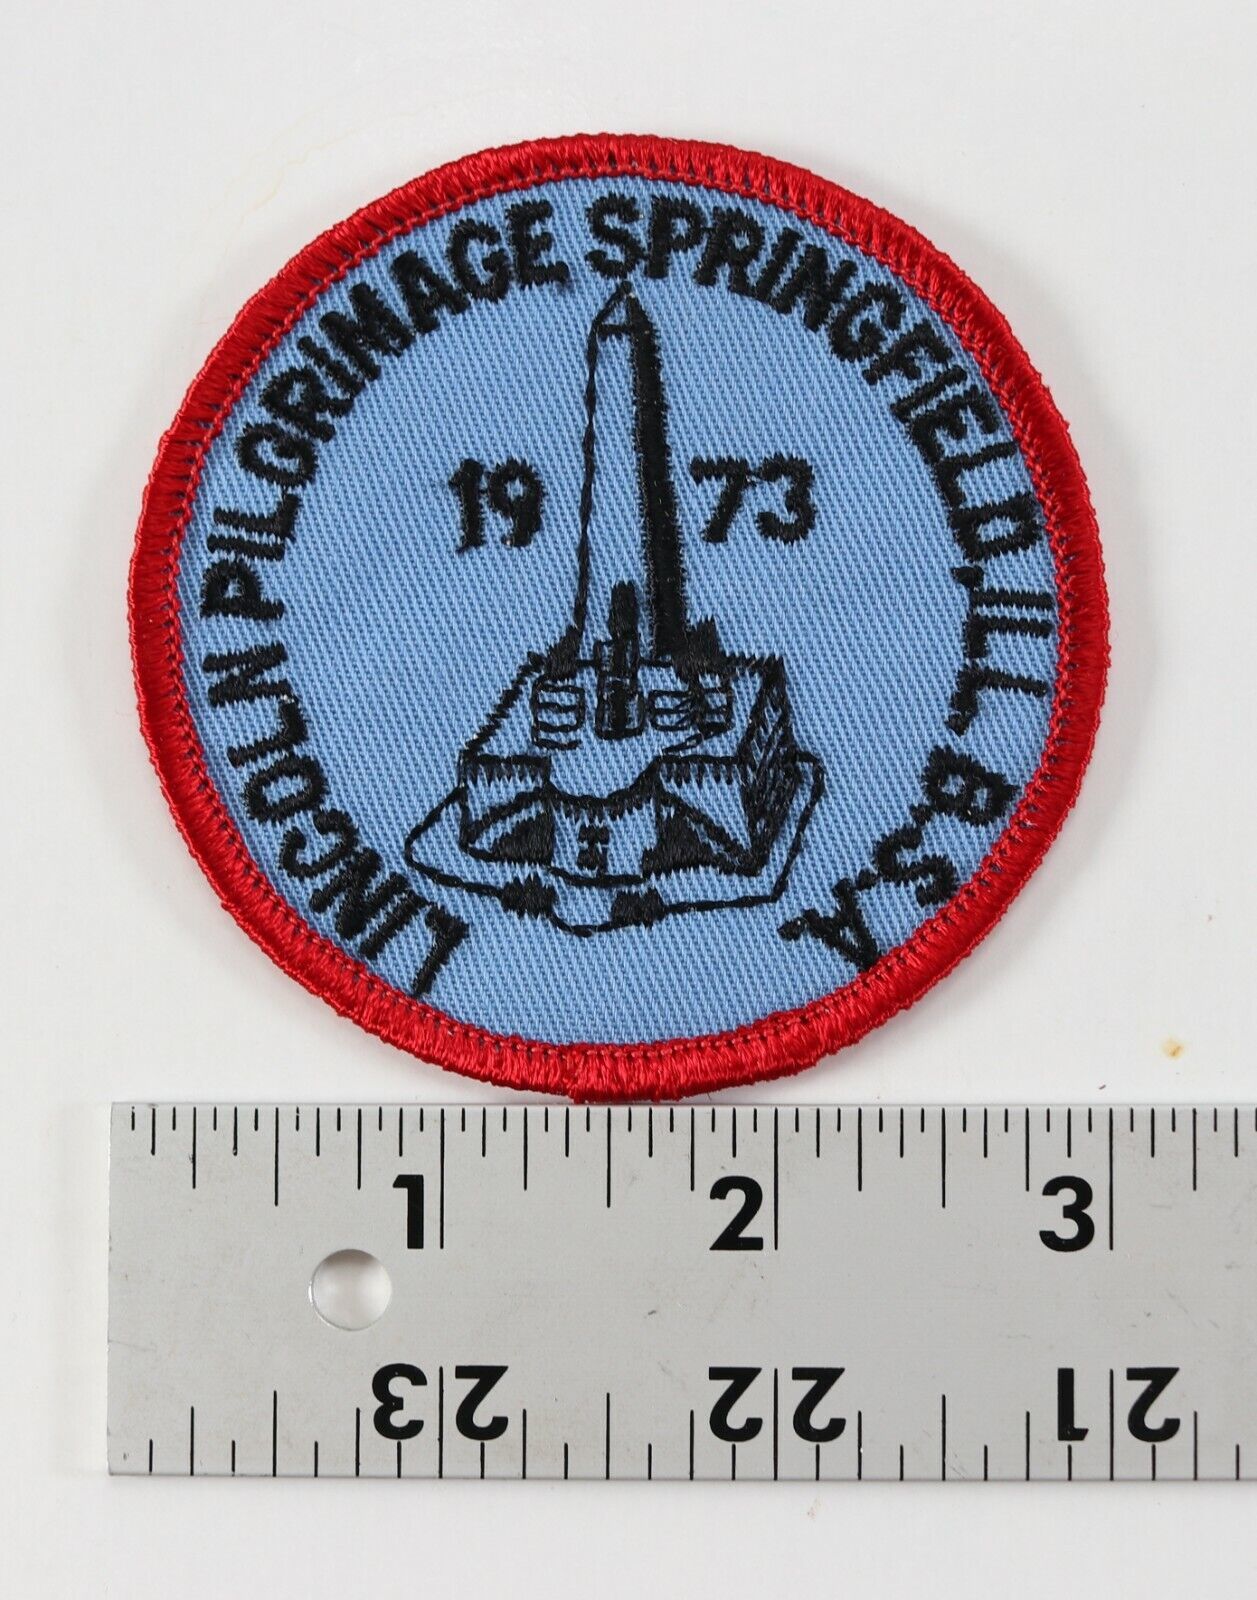 LINCOLN PILGRIMAGE SPRINGFIELD, ILL. B.S.A.
19 73
1 2 3
23 22 21